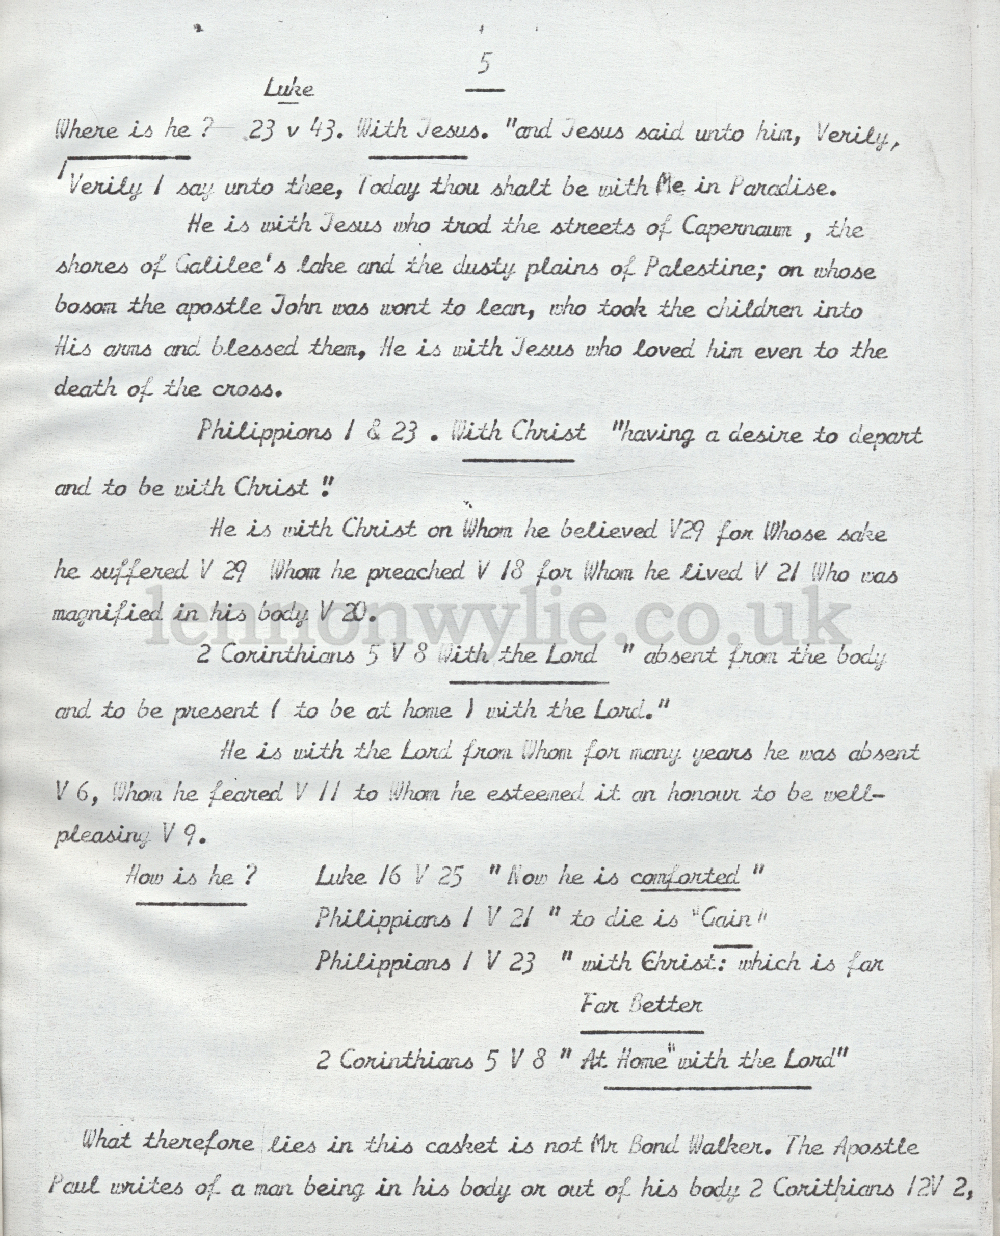 5
Luke
Where is he ? 23 v 43. With Jesus. "and Jesus said unto him, Verily,
Verily I say unto thee, Today thou shalt be with Me in Paradise.
He is with Jesus who trod the streets of Capernaum , the
shores of Galilee's lake and the dusty plains of Palestine; on whose
bosom the apostle John was wont to lean, who took the children into
His arms and blessed them, He is with Jesus who loved him even to the
death of the cross.
Philippions 1 & 23 . With Christ "having a desire to depart
and to be with Christ ".
He is with Christ on Whom he believed V29 for Whose sake
he suffered V 29 Whom he preached V 18 for Whom he lived V 21 Who was
magnified in his body V 20.
lennonwylie.co.uk
2 Corinthians 5 V 8 With the Lord " absent from the body
and to be present ( to be at home ) with the Lord."
He is with the Lord from Whom for many years he was absent
V 6, Whom he feared V 11 to Whom he esteemed it an honour to be well-
pleasing V 9.
How is he ? Luke 16 V 25 " Now he is comforted "
Philippians 1 V 21 " to die is "Gain"
Philippians 1 V 23 " with Christ: which is far
Far Better
2 Corinthians 5 V 8 " At Home" with the Lord"
What therefore lies in this casket is not Mr Bond Walker. The Apostle
Paul writes of a man being in his body or out of his body 2 Corithians 12V 2,